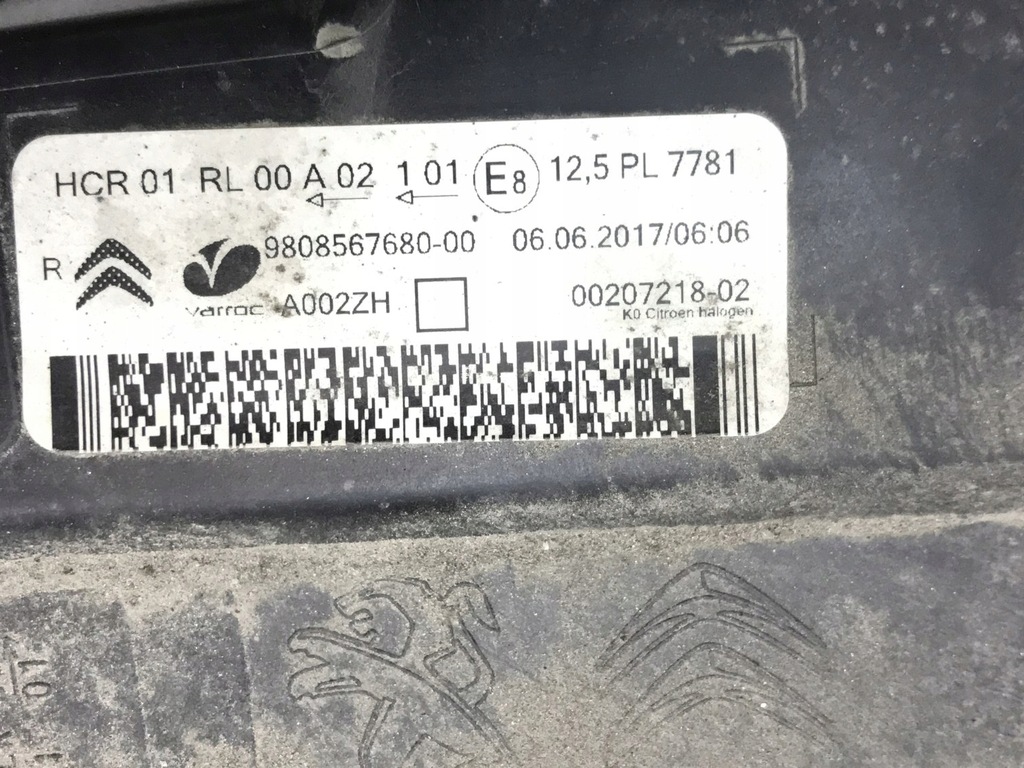 HCR 01 RL 00 A 02 1 01 E8 12,5 PL 7781
R 9808567680-00 06.06.2017/06:06
varroc A002ZH 00207218-02
K0 Citroen halogen
01